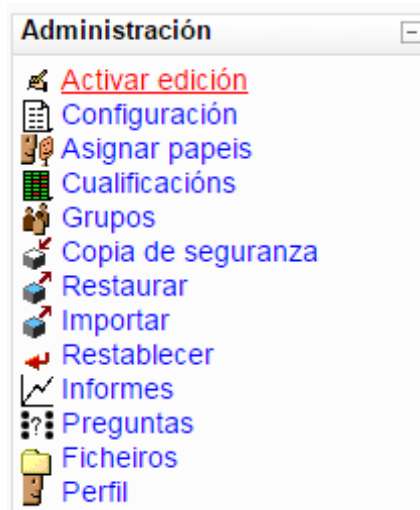 Administración
Activar edición
Configuración
Asignar papeis
Cualificacións
Grupos
Copia de seguranza
Restaurar
Importar
Restablecer
Informes
Preguntas
Ficheiros
Perfil